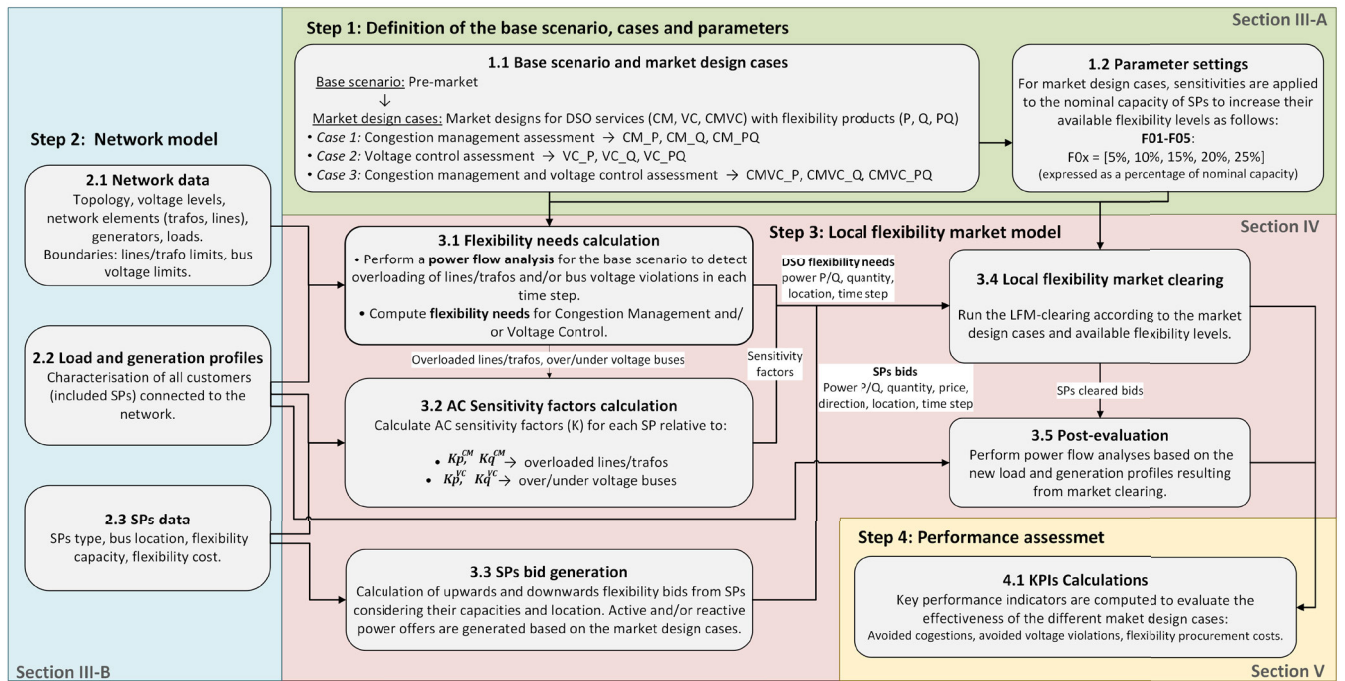 Section III-A
Step 1: Definition of the base scenario, cases and parameters
1.1 Base scenario and market design cases
Base scenario: Pre-market
↓
Market design cases: Market designs for DSO services (CM, VC, CMVC) with flexibility products (P, Q, PQ)
• Case 1: Congestion management assessment → CM_P, CM_Q, CM_PQ
• Case 2: Voltage control assessment → VC_P, VC_Q, VC_PQ
• Case 3: Congestion management and voltage control assessment → CMVC_P, CMVC_Q, CMVC_PQ
1.2 Parameter settings
For market design cases, sensitivities are applied
to the nominal capacity of SPs to increase their
available flexibility levels as follows:
F01-F05:
F0x = [5%, 10%, 15%, 20%, 25%]
(expressed as a percentage of nominal capacity)
Step 2: Network model
2.1 Network data
Topology, voltage levels,
network elements (trafos, lines),
generators, loads.
Boundaries: lines/trafo limits, bus
voltage limits.
2.2 Load and generation profiles
Characterisation of all customers
(included SPs) connected to the
network.
2.3 SPs data
SPs type, bus location, flexibility
capacity, flexibility cost.
Section III-B
Section IV
Step 3: Local flexibility market model
3.1 Flexibility needs calculation
• Perform a power flow analysis for the base scenario to detect
overloading of lines/trafos and/or bus voltage violations in each
time step.
• Compute flexibility needs for Congestion Management and/
or Voltage Control.
Overloaded lines/trafos, over/under voltage buses
3.2 AC Sensitivity factors calculation
Calculate AC sensitivity factors (K) for each SP relative to:
• Kp,^CM Kq^CM → overloaded lines/trafos
• Kp,^VC Kq^VC → over/under voltage buses
3.3 SPs bid generation
Calculation of upwards and downwards flexibility bids from SPs
considering their capacities and location. Active and/or reactive
power offers are generated based on the market design cases.
Sensitivity
factors
DSO flexibility needs
power P/Q, quantity,
location, time step
SPs bids
Power P/Q, quantity, price,
direction, location, time step
3.4 Local flexibility market clearing
Run the LFM-clearing according to the market
design cases and available flexibility levels.
SPs cleared bids
3.5 Post-evaluation
Perform power flow analyses based on the
new load and generation profiles resulting
from market clearing.
Step 4: Performance assessmet
4.1 KPIs Calculations
Key performance indicators are computed to evaluate the
effectiveness of the different maket design cases:
Avoided cogestions, avoided voltage violations, flexibility procurement costs.
Section V